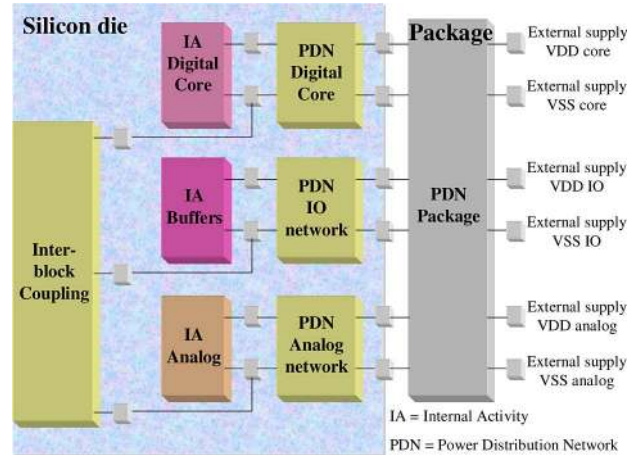 Silicon die
IA
Digital
Core
PDN
Digital
Core
Package
External supply
VDD core
External supply
VSS core
IA
Buffers
PDN
IO
network
PDN
Package
External supply
VDD IO
External supply
VSS IO
Inter-
block
Coupling
IA
Analog
PDN
Analog
network
External supply
VDD analog
External supply
VSS analog
IA = Internal Activity
PDN = Power Distribution Network